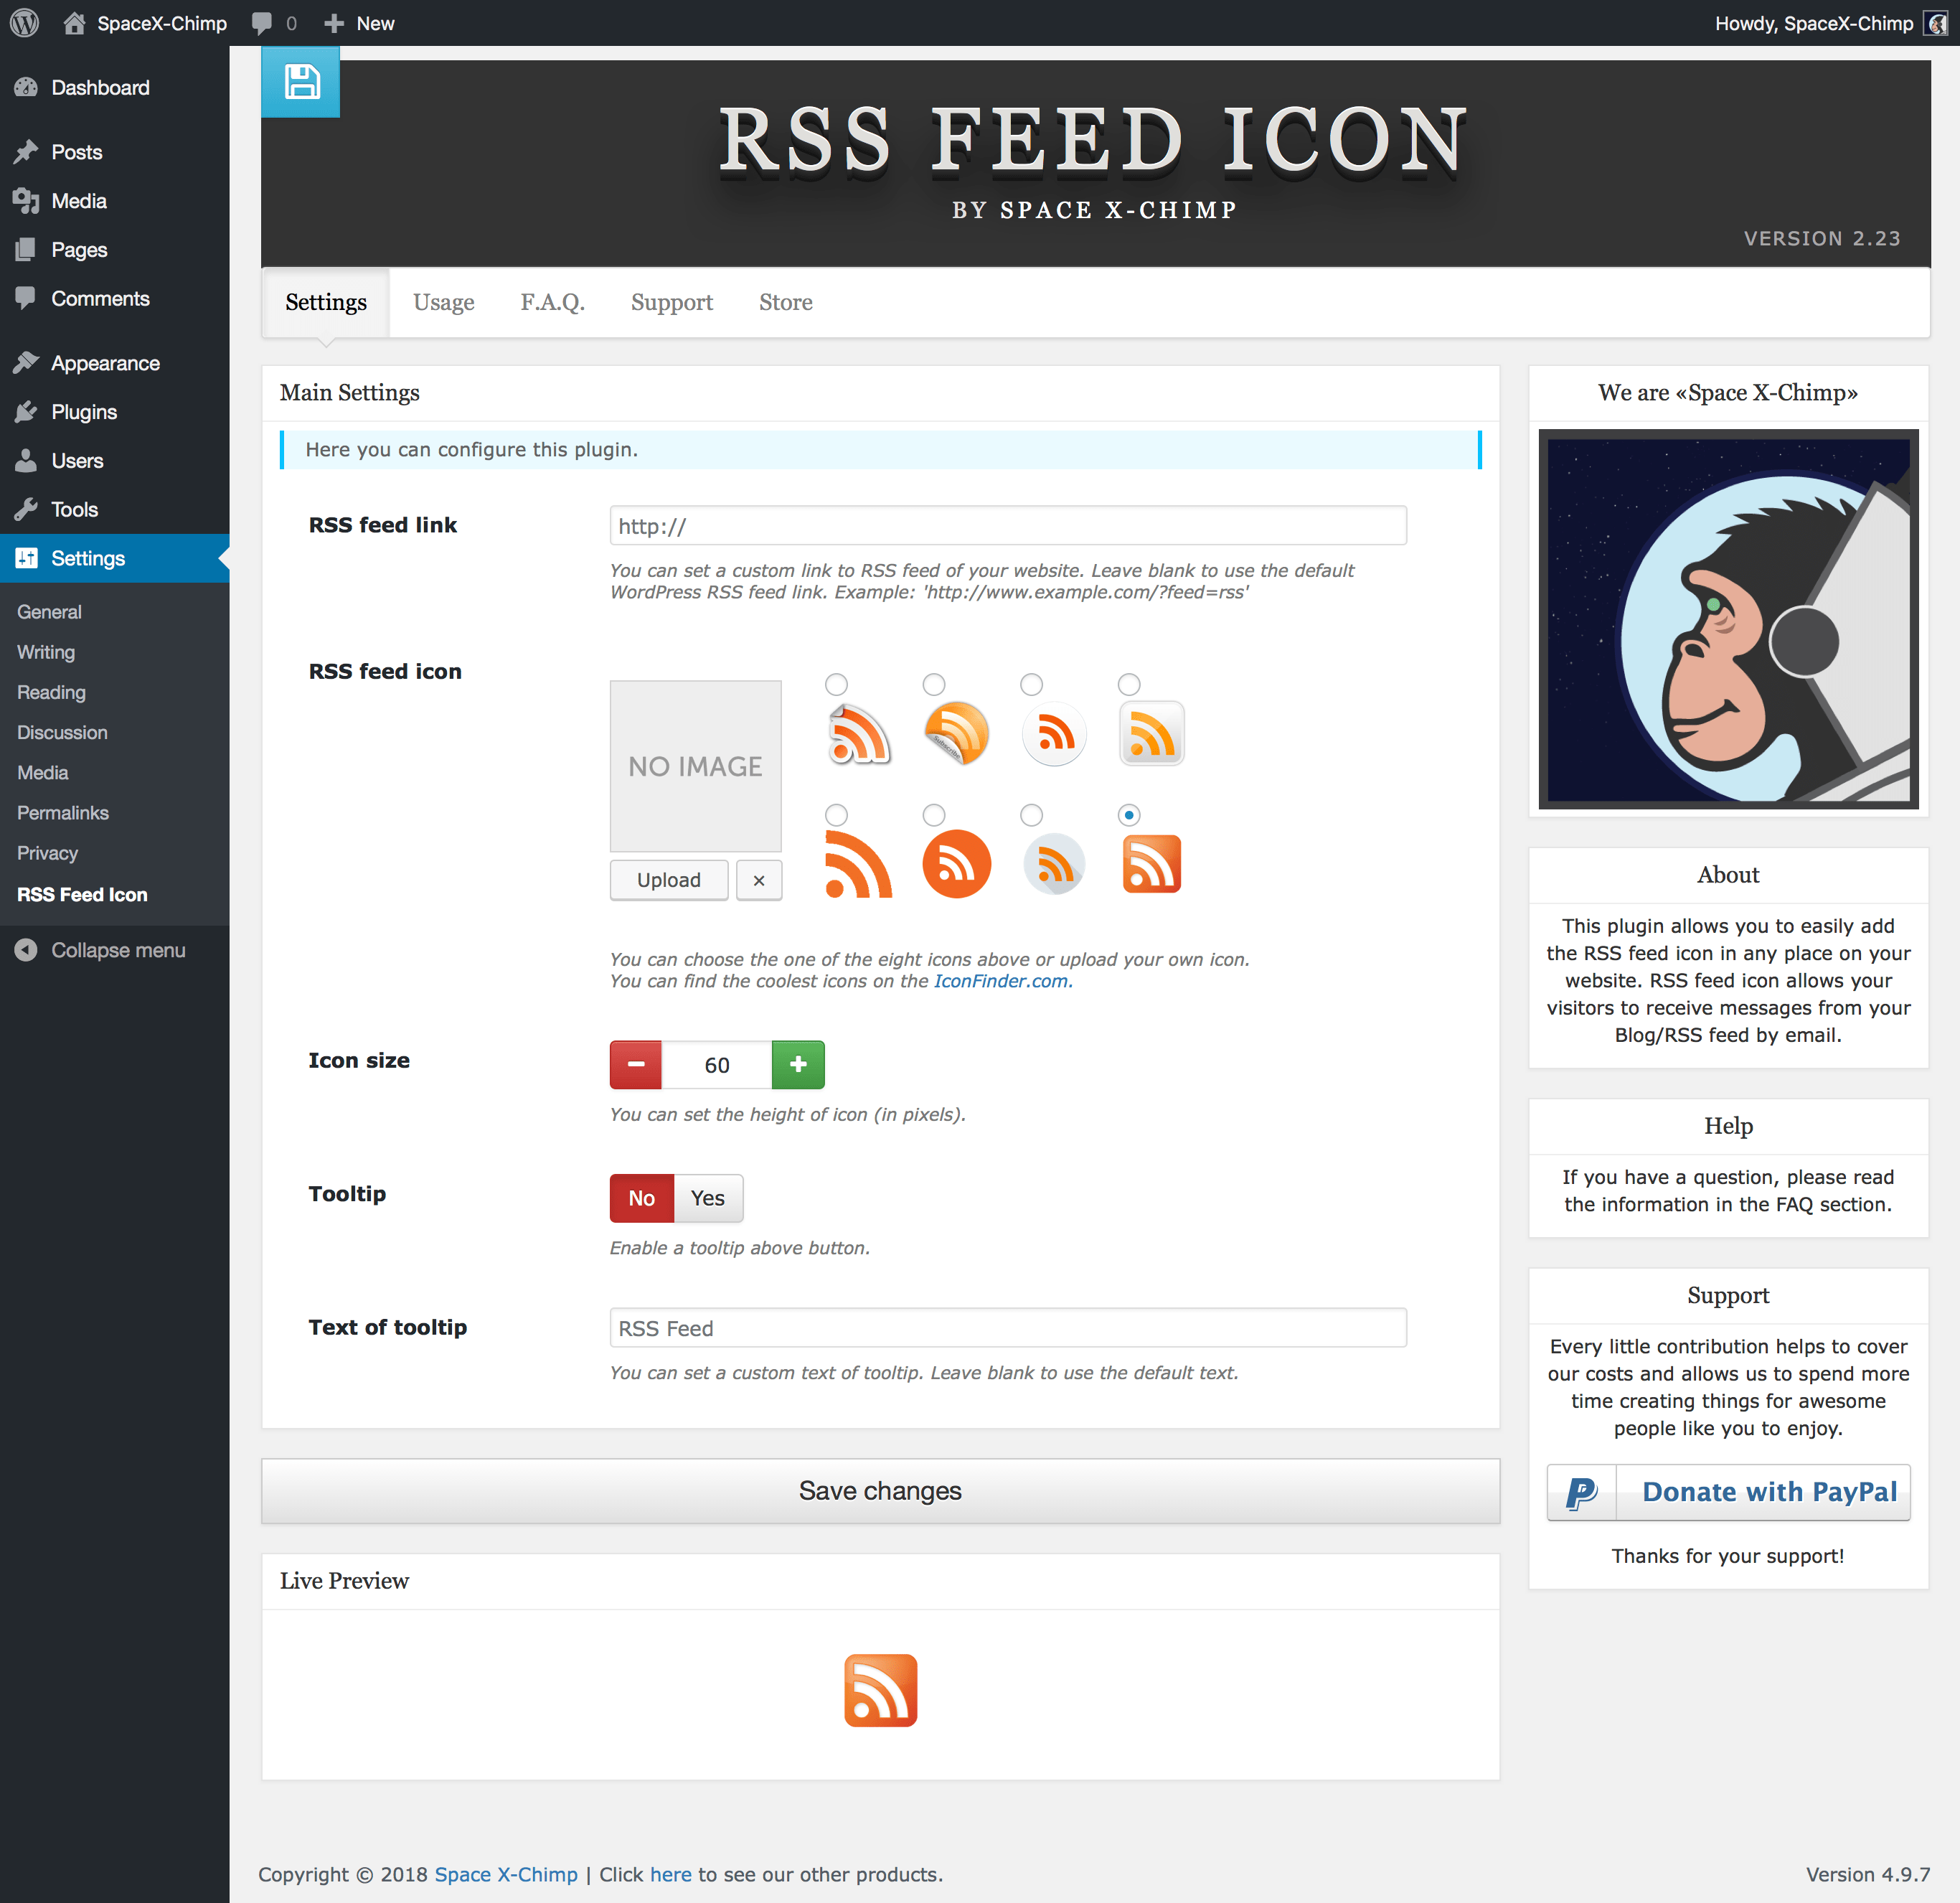 SpaceX-Chimp
0
New
Howdy, SpaceX-Chimp
Dashboard
Posts
Media
Pages
Comments
Appearance
Plugins
Users
Tools
Settings
General
Writing
Reading
Discussion
Media
Permalinks
Privacy
RSS Feed Icon
Collapse menu
RSS FEED ICON
BY SPACE X-CHIMP
VERSION 2.23
Settings
Usage
F.A.Q.
Support
Store
Main Settings
Here you can configure this plugin.
RSS feed link
http://
You can set a custom link to RSS feed of your website. Leave blank to use the default
WordPress RSS feed link. Example: 'http://www.example.com/?feed=rss'
RSS feed icon
NO IMAGE
Upload
×
subscribe
You can choose the one of the eight icons above or upload your own icon.
You can find the coolest icons on the IconFinder.com.
Icon size
60
You can set the height of icon (in pixels).
Tooltip
No
Yes
Enable a tooltip above button.
Text of tooltip
RSS Feed
You can set a custom text of tooltip. Leave blank to use the default text.
Save changes
Live Preview
We are «Space X-Chimp»
About
This plugin allows you to easily add
the RSS feed icon in any place on your
website. RSS feed icon allows your
visitors to receive messages from your
Blog/RSS feed by email.
Help
If you have a question, please read
the information in the FAQ section.
Support
Every little contribution helps to cover
our costs and allows us to spend more
time creating things for awesome
people like you to enjoy.
Donate with PayPal
Thanks for your support!
Copyright © 2018 Space X-Chimp | Click here to see our other products.
Version 4.9.7